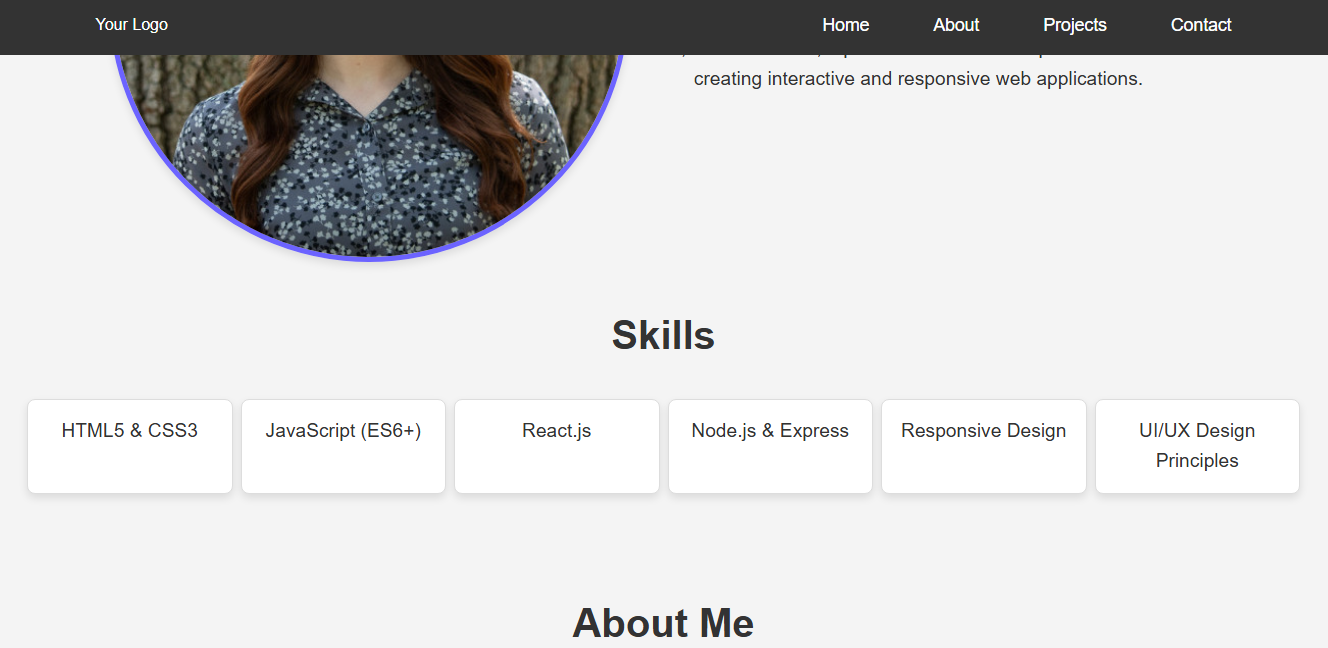 Your Logo
Home
About
Projects
Contact
creating interactive and responsive web applications.
Skills
HTML5 & CSS3
JavaScript (ES6+)
React.js
Node.js & Express
Responsive Design
UI/UX Design
Principles
About Me